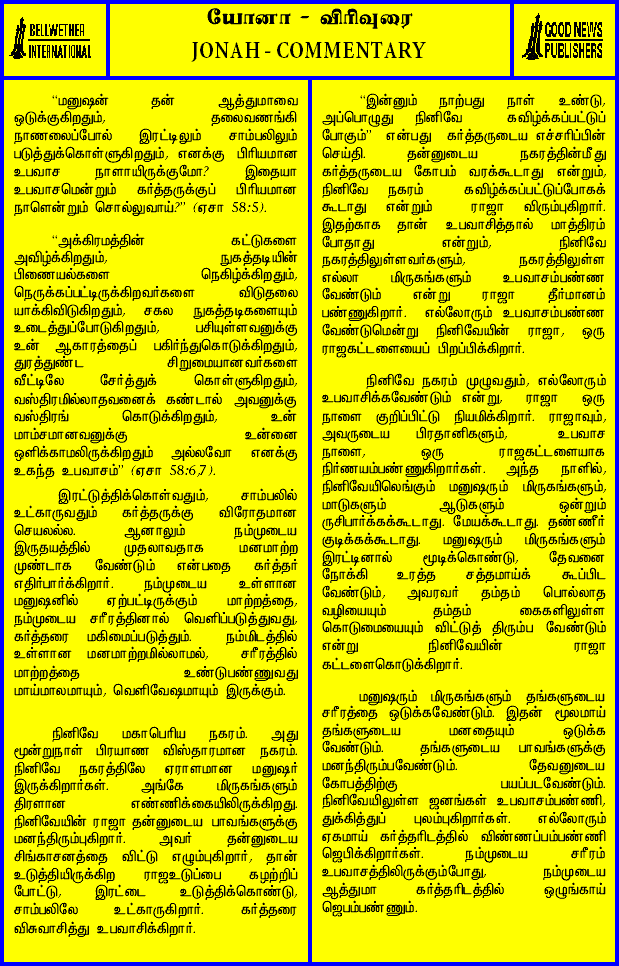 BELLWETHER
INTERNATIONAL
யோனா - விரிவுரை
JONAH - COMMENTARY
GOOD NEWS
PUBLISHERS
“மனுஷன் தன் ஆத்துமாவை
ஒடுக்குகிறதும், தலைவணங்கி
நாணலைப்போல் இரட்டிலும் சாம்பலிலும்
படுத்துக்கொள்ளுகிறதும், எனக்கு பிரியமான
உபவாச நாளாயிருக்குமோ? இதையா
உபவாசமென்றும் கர்த்தருக்குப் பிரியமான
நாளென்றும் சொல்லுவாய்?” (ஏசா 58:5).
“அக்கிரமத்தின் கட்டுகளை
அவிழ்க்கிறதும், நுகத்தடியின்
பிணையல்களை நெகிழ்க்கிறதும்,
நெருக்கப்பட்டிருக்கிறவர்களை விடுதலை
யாக்கிவிடுகிறதும், சகல நுகத்தடிகளையும்
உடைத்துப்போடுகிறதும், பசியுள்ளவனுக்கு
உன் ஆகாரத்தைப் பகிர்ந்துகொடுக்கிறதும்,
துரத்துண்ட சிறுமையானவர்களை
வீட்டிலே சேர்த்துக் கொள்ளுகிறதும்,
வஸ்திரமில்லாதவனைக் கண்டால் அவனுக்கு
வஸ்திரங் கொடுக்கிறதும், உன்
மாம்சமானவனுக்கு உன்னை
ஒளிக்காமலிருக்கிறதும் அல்லவோ எனக்கு
உகந்த உபவாசம்” (ஏசா 58:6,7).
இரட்டுத்திக்கொள்வதும், சாம்பலில்
உட்காருவதும் கர்த்தருக்கு விரோதமான
செயலல்ல. ஆனாலும் நம்முடைய
இருதயத்தில் முதலாவதாக மனமாற்ற
முண்டாக வேண்டும் என்பதை கர்த்தர்
எதிர்பார்க்கிறார். நம்முடைய உள்ளான
மனுஷனில் ஏற்பட்டிருக்கும் மாற்றத்தை,
நம்முடைய சரீரத்தினால் வெளிப்படுத்துவது,
கர்த்தரை மகிமைப்படுத்தும். நம்மிடத்தில்
உள்ளான மனமாற்றமில்லாமல், சரீரத்தில்
மாற்றத்தை உண்டுபண்ணுவது
மாய்மாலமாயும், வெளிவேஷமாயும் இருக்கும்.
நினிவே மகாபெரிய நகரம். அது
மூன்றுநாள் பிரயாண விஸ்தாரமான நகரம்.
நினிவே நகரத்திலே ஏராளமான மனுஷர்
இருக்கிறார்கள். அங்கே மிருகங்களும்
திரளான எண்ணிக்கையிலிருக்கிறது.
நினிவேயின் ராஜா தன்னுடைய பாவங்களுக்கு
மனந்திரும்புகிறார். அவர் தன்னுடைய
சிங்காசனத்தை விட்டு எழும்புகிறார், தான்
உடுத்தியிருக்கிற ராஜஉடுப்பை கழற்றிப்
போட்டு, இரட்டை உடுத்திக்கொண்டு,
சாம்பலிலே உட்காருகிறார். கர்த்தரை
விசுவாசித்து உபவாசிக்கிறார்.
“இன்னும் நாற்பது நாள் உண்டு,
அப்பொழுது நினிவே கவிழ்க்கப்பட்டுப்
போகும்” என்பது கர்த்தருடைய எச்சரிப்பின்
செய்தி. தன்னுடைய நகரத்தின்மீது
கர்த்தருடைய கோபம் வரக்கூடாது என்றும்,
நினிவே நகரம் கவிழ்க்கப்பட்டுப்போகக்
கூடாது என்றும் ராஜா விரும்புகிறார்.
இதற்காக தான் உபவாசித்தால் மாத்திரம்
போதாது என்றும், நினிவே
நகரத்திலுள்ளவர்களும், நகரத்திலுள்ள
எல்லா மிருகங்களும் உபவாசம்பண்ண
வேண்டும் என்று ராஜா தீர்மானம்
பண்ணுகிறார். எல்லோரும் உபவாசம்பண்ண
வேண்டுமென்று நினிவேயின் ராஜா, ஒரு
ராஜகட்டளையைப் பிறப்பிக்கிறார்.
நினிவே நகரம் முழுவதும், எல்லோரும்
உபவாசிக்கவேண்டும் என்று, ராஜா ஒரு
நாளை குறிப்பிட்டு நியமிக்கிறார். ராஜாவும்,
அவருடைய பிரதானிகளும், உபவாச
நாளை, ஒரு ராஜகட்டளையாக
நிர்ணயம்பண்ணுகிறார்கள். அந்த நாளில்,
நினிவேயிலெங்கும் மனுஷரும் மிருகங்களும்,
மாடுகளும் ஆடுகளும் ஒன்றும்
ருசிபார்க்கக்கூடாது. மேயக்கூடாது. தண்ணீர்
குடிக்கக்கூடாது. மனுஷரும் மிருகங்களும்
இரட்டினால் மூடிக்கொண்டு, தேவனை
நோக்கி உரத்த சத்தமாய்க் கூப்பிட
வேண்டும், அவரவர் தம்தம் பொல்லாத
வழியையும் தம்தம் கைகளிலுள்ள
கொடுமையையும் விட்டுத் திரும்ப வேண்டும்
என்று நினிவேயின் ராஜா
கட்டளைகொடுக்கிறார்.
மனுஷரும் மிருகங்களும் தங்களுடைய
சரீரத்தை ஒடுக்கவேண்டும். இதன் மூலமாய்
தங்களுடைய மனதையும் ஒடுக்க
வேண்டும். தங்களுடைய பாவங்களுக்கு
மனந்திரும்பவேண்டும். தேவனுடைய
கோபத்திற்கு பயப்படவேண்டும்.
நினிவேயிலுள்ள ஜனங்கள் உபவாசம்பண்ணி,
துக்கித்துப் புலம்புகிறார்கள். எல்லோரும்
ஏகமாய் கர்த்தரிடத்தில் விண்ணப்பம்பண்ணி
ஜெபிக்கிறார்கள். நம்முடைய சரீரம்
உபவாசத்திலிருக்கும்போது, நம்முடைய
ஆத்துமா கர்த்தரிடத்தில் ஒழுங்காய்
ஜெபம்பண்ணும்.